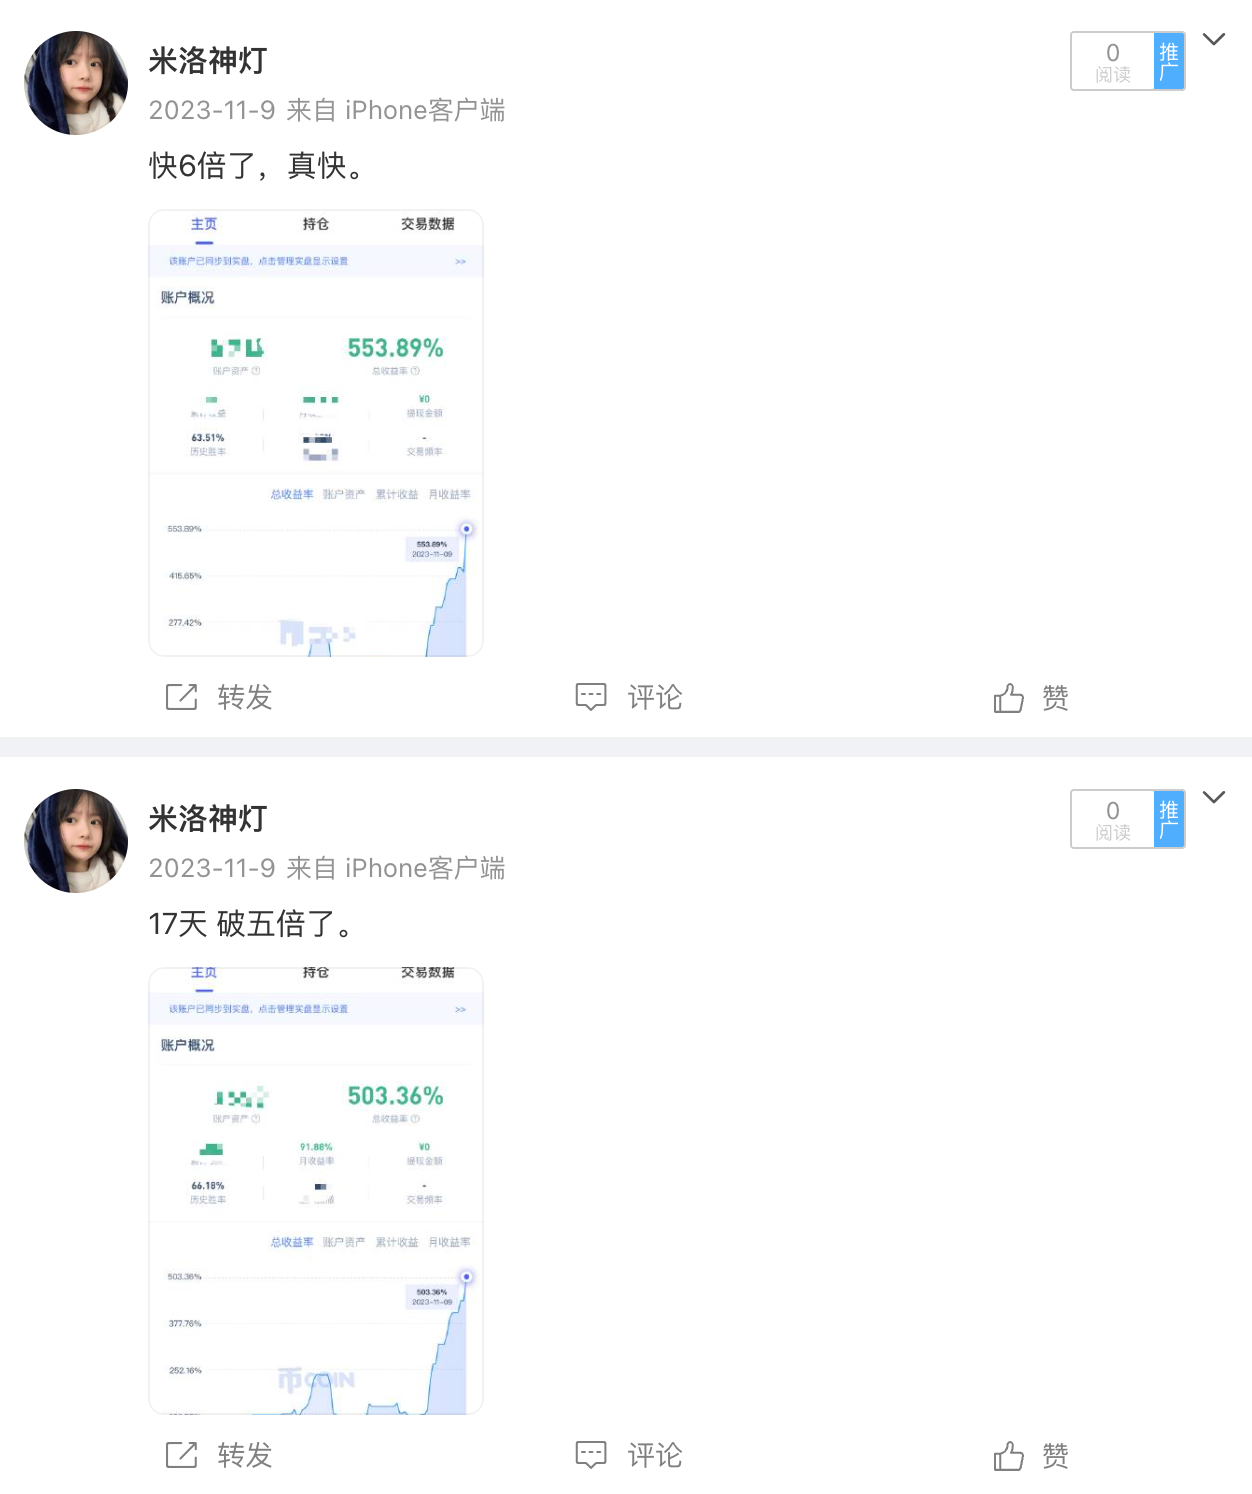 米洛神灯
0
阅读
推广
2023-11-9 来自 iPhone客户端
快6倍了，真快。
主页 持仓 交易数据
该账户已同步到实盘，点击管理实盘显示设置 >>
账户概况
553.89%
账户资产 总收益率
¥0
提现金额
63.51% -
历史胜率 交易频率
总收益率 账户资产 累计收益 月收益率
553.89%
553.89%
2023-11-09
415.65%
277.42%
转发 评论 赞
米洛神灯
0
阅读
推广
2023-11-9 来自 iPhone客户端
17天 破五倍了。
主页 持仓 交易数据
该账户已同步到实盘，点击管理实盘显示设置 >>
账户概况
503.36%
账户资产 总收益率
91.88% ¥0
月收益率 提现金额
66.18% -
历史胜率 交易频率
总收益率 账户资产 累计收益 月收益率
503.36%
503.36%
2023-11-09
377.76%
252.16%
币COIN
转发 评论 赞